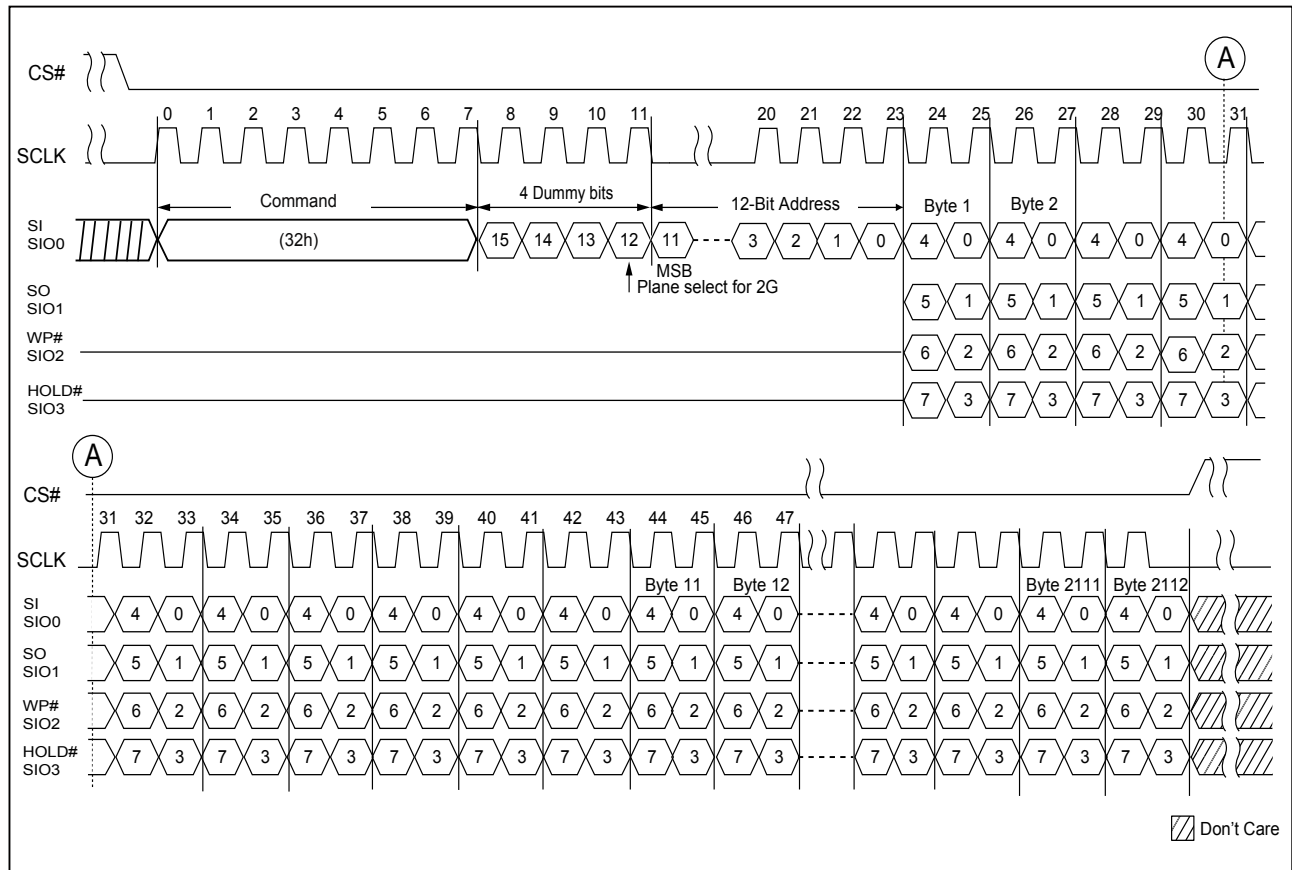 A
CS#
0 1 2 3 4 5 6 7 8 9 10 11 20 21 22 23 24 25 26 27 28 29 30 31
SCLK
Command 4 Dummy bits 12-Bit Address Byte 1 Byte 2
SI
SIO0
(32h) 15 14 13 12 11 3 2 1 0 4 0 4 0 4 0 4 0
MSB
Plane select for 2G
SO
SIO1
5 1 5 1 5 1 5 1
WP#
SIO2
6 2 6 2 6 2 6 2
HOLD#
SIO3
7 3 7 3 7 3 7 3
A
CS#
31 32 33 34 35 36 37 38 39 40 41 42 43 44 45 46 47
SCLK
Byte 11 Byte 12 Byte 2111 Byte 2112
SI
SIO0
4 0 4 0 4 0 4 0 4 0 4 0 4 0 4 0 4 0 4 0 4 0 4 0
SO
SIO1
5 1 5 1 5 1 5 1 5 1 5 1 5 1 5 1 5 1 5 1 5 1 5 1
WP#
SIO2
6 2 6 2 6 2 6 2 6 2 6 2 6 2 6 2 6 2 6 2 6 2 6 2
HOLD#
SIO3
7 3 7 3 7 3 7 3 7 3 7 3 7 3 7 3 7 3 7 3 7 3 7 3
Don't Care